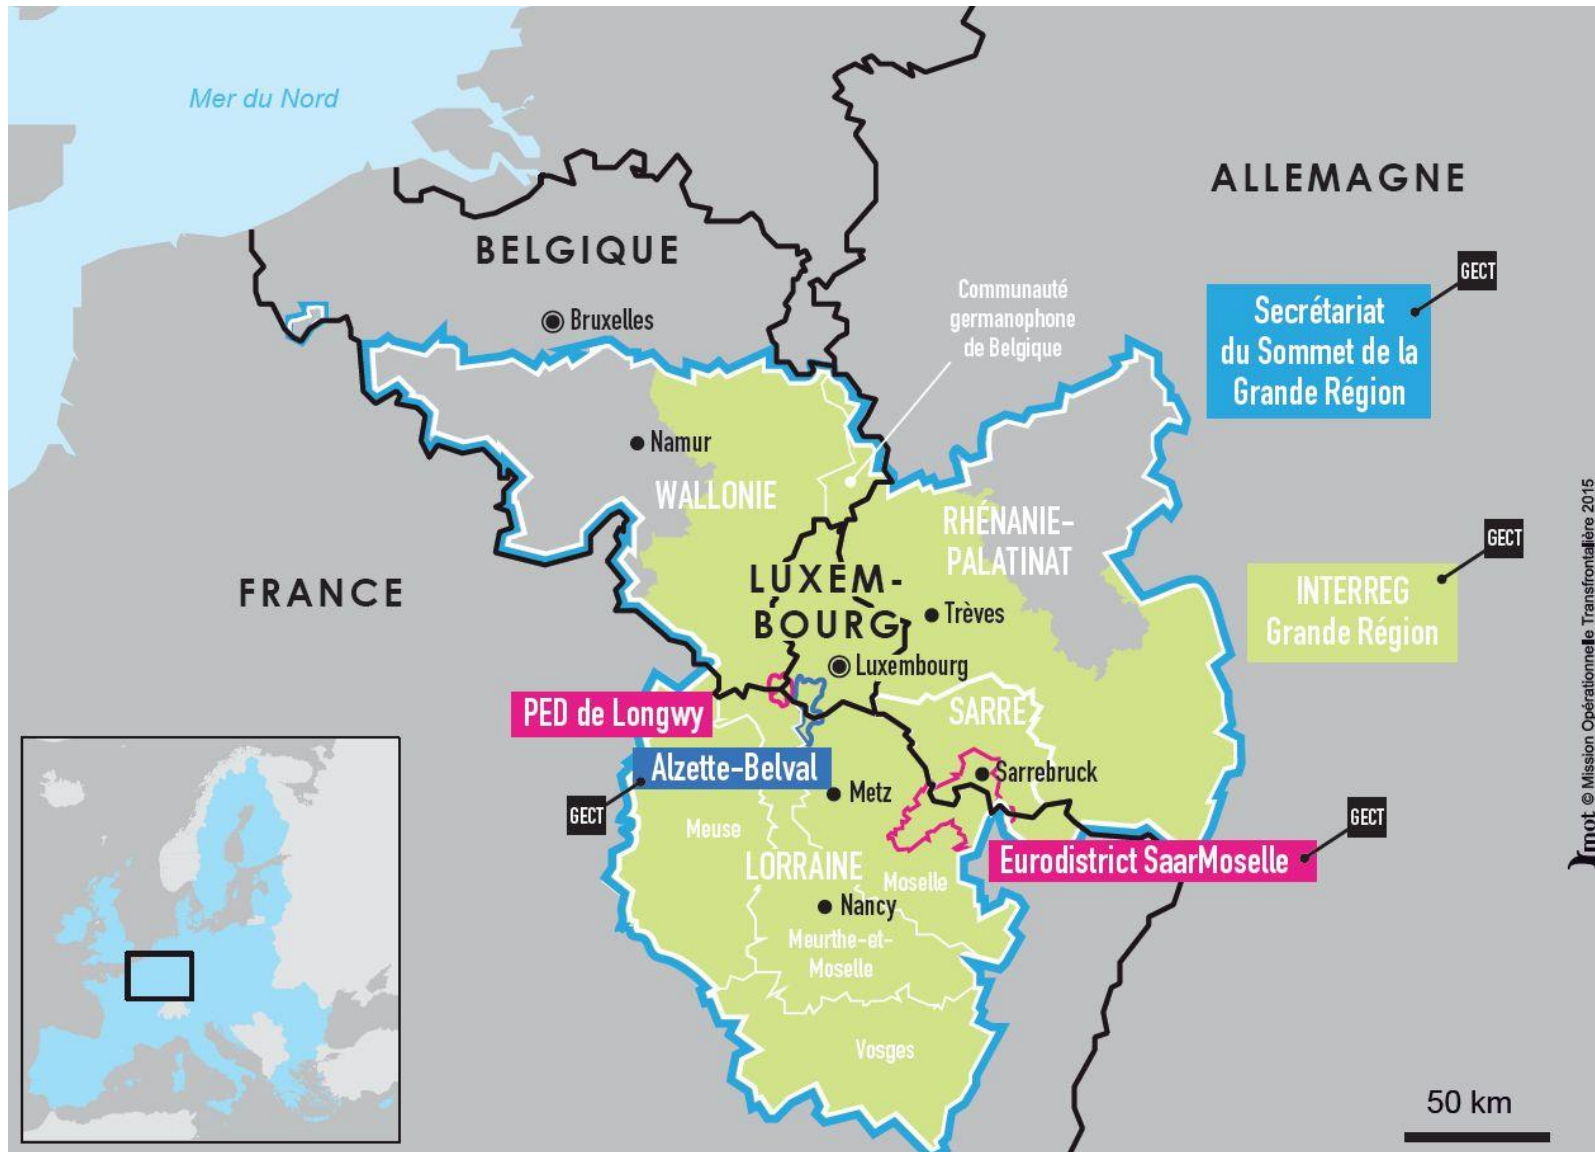 Mer du Nord
ALLEMAGNE
BELGIQUE
GECT
Communauté
germanophone
de Belgique
Bruxelles
Secrétariat
du Sommet de la
Grande Région
Namur
WALLONIE
RHÉNANIE-
PALATINAT
GECT
FRANCE
LUXEM-
BOURG
Trèves
INTERREG
Grande Région
Luxembourg
PED de Longwy
SARRE
Alzette-Belval
Sarrebruck
Metz
GECT
Meuse
GECT
LORRAINE
Eurodistrict SaarMoselle
Moselle
Nancy
Meurthe-et-
Moselle
Vosges
50 km
mot © Mission Opérationnelle Transfrontalière 2015